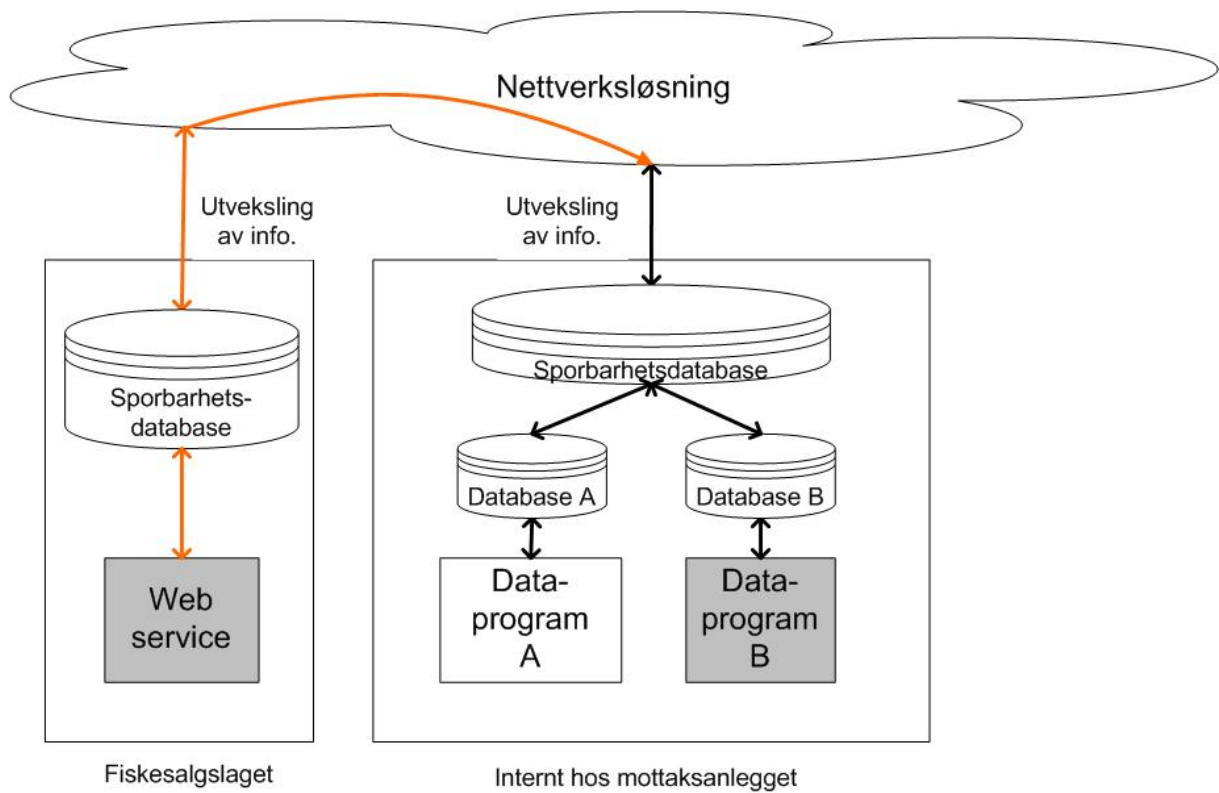 Nettverksløsning
Utveksling
av info.
Utveksling
av info.
Sporbarhets-
database
Web
service
Sporbarhetsdatabase
Database A
Database B
Data-
program
A
Data-
program
B
Fiskesalgslaget
Internt hos mottaksanlegget